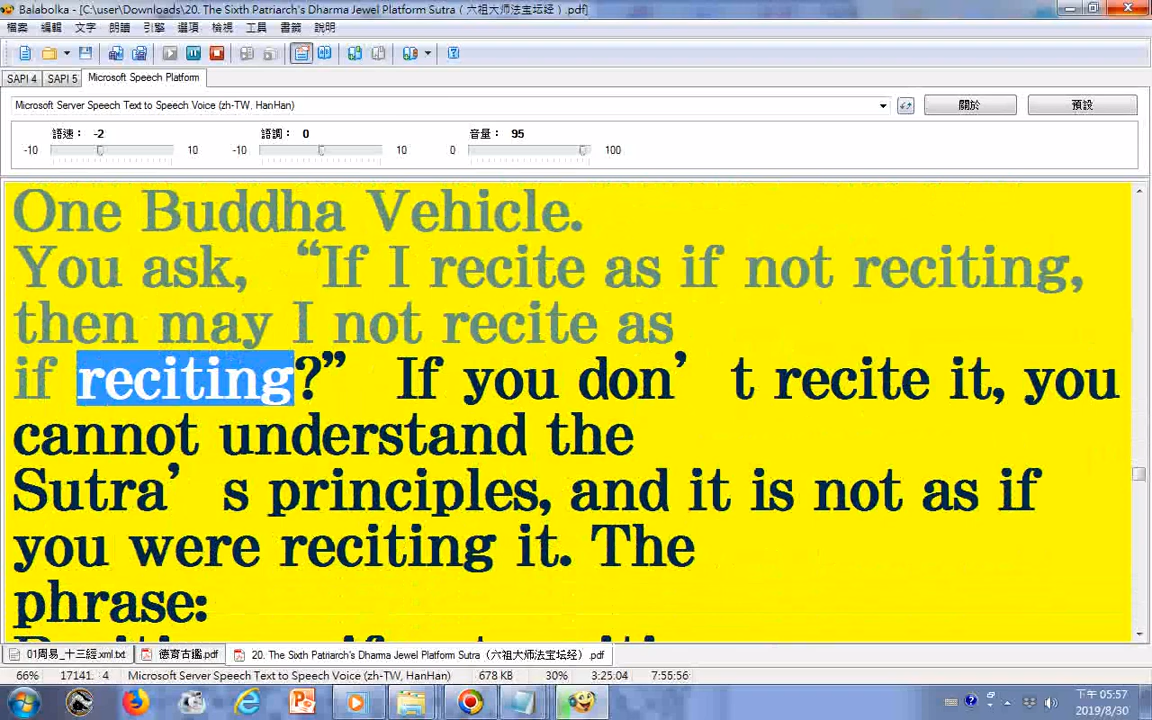 Balabolka - [C:\user\Downloads\20. The Sixth Patriarch's Dharma Jewel Platform Sutra（六祖大师法宝坛经）.pdf]
檔案 編輯 文字 朗讀 引擎 選項 檢視 工具 書籤 說明
SAPI 4 SAPI 5 Microsoft Speech Platform
Microsoft Server Speech Text to Speech Voice (zh-TW, HanHan) 關於 預設
語速： -2 語調： 0 音量： 95
-10 10 -10 10 0 100
One Buddha Vehicle.
You ask, “If I recite as if not reciting,
then may I not recite as
if reciting?” If you don’t recite it, you
cannot understand the
Sutra’s principles, and it is not as if
you were reciting it. The
phrase:
01周易_十三經.xml.txt 德育古鑑.pdf 20. The Sixth Patriarch's Dharma Jewel Platform Sutra（六祖大师法宝坛经）.pdf
66% 17141: 4 Microsoft Server Speech Text to Speech Voice (zh-TW, HanHan) 678 KB 30% 3:25:04 7:55:56
下午 05:57
2019/8/30